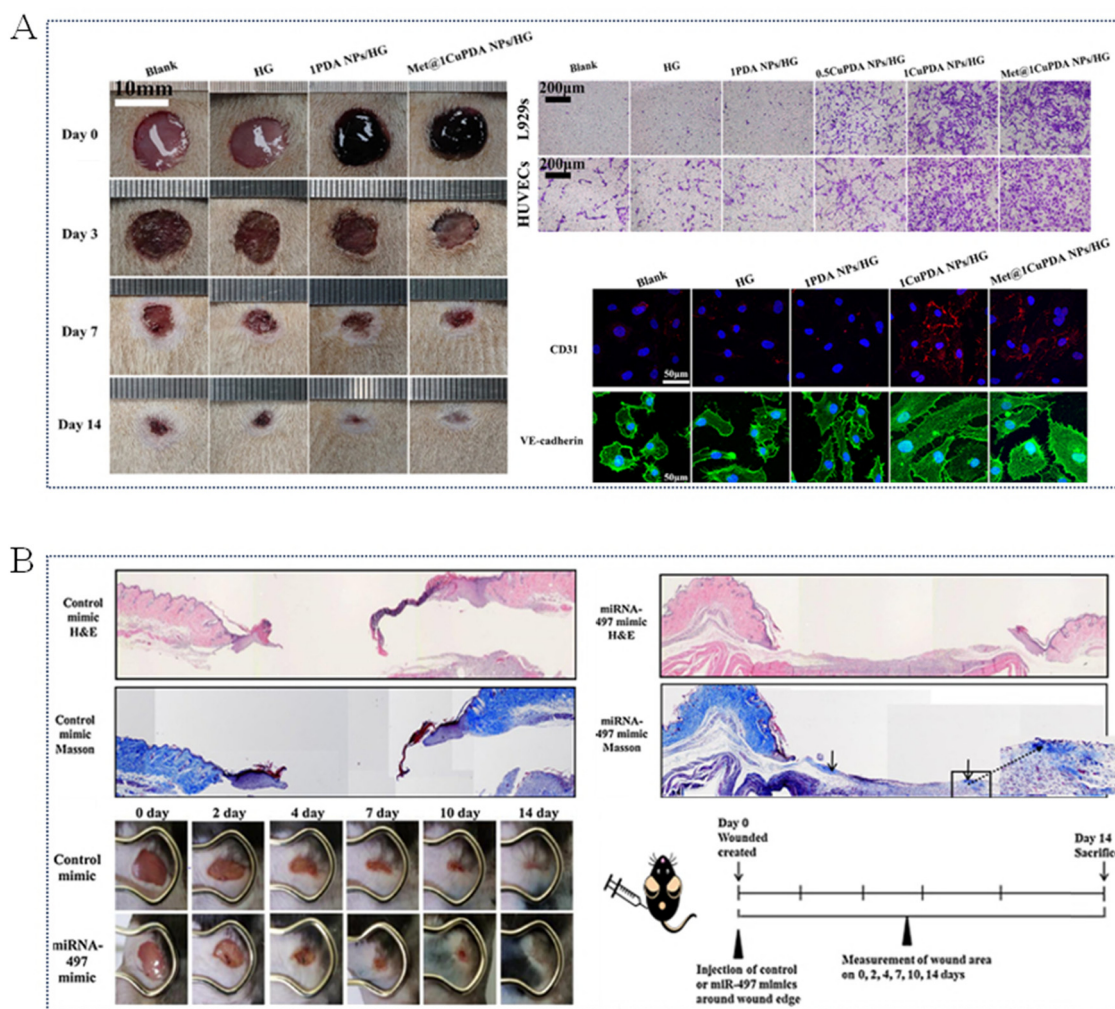 A
Blank
HG
1PDA NPs/HG
Met@1CuPDA NPs/HG
10mm
Day 0
Day 3
Day 7
Day 14
Blank
HG
1PDA NPs/HG
0.5CuPDA NPs/HG
1CuPDA NPs/HG
Met@1CuPDA NPs/HG
200μm
L929s
200μm
HUVECs
Blank
HG
1PDA NPs/HG
1CuPDA NPs/HG
Met@1CuPDA NPs/HG
CD31
50μm
VE-cadherin
50μm
B
Control
mimic
H&E
Control
mimic
Masson
0 day
2 day
4 day
7 day
10 day
14 day
Control
mimic
miRNA-
497
mimic
miRNA-
497 mimic
H&E
miRNA-
497 mimic
Masson
Day 0
Wounded
created
Day 14
Sacrifice
Injection of control
or miR-497 mimics
around wound edge
Measurement of wound area
on 0, 2, 4, 7, 10, 14 days